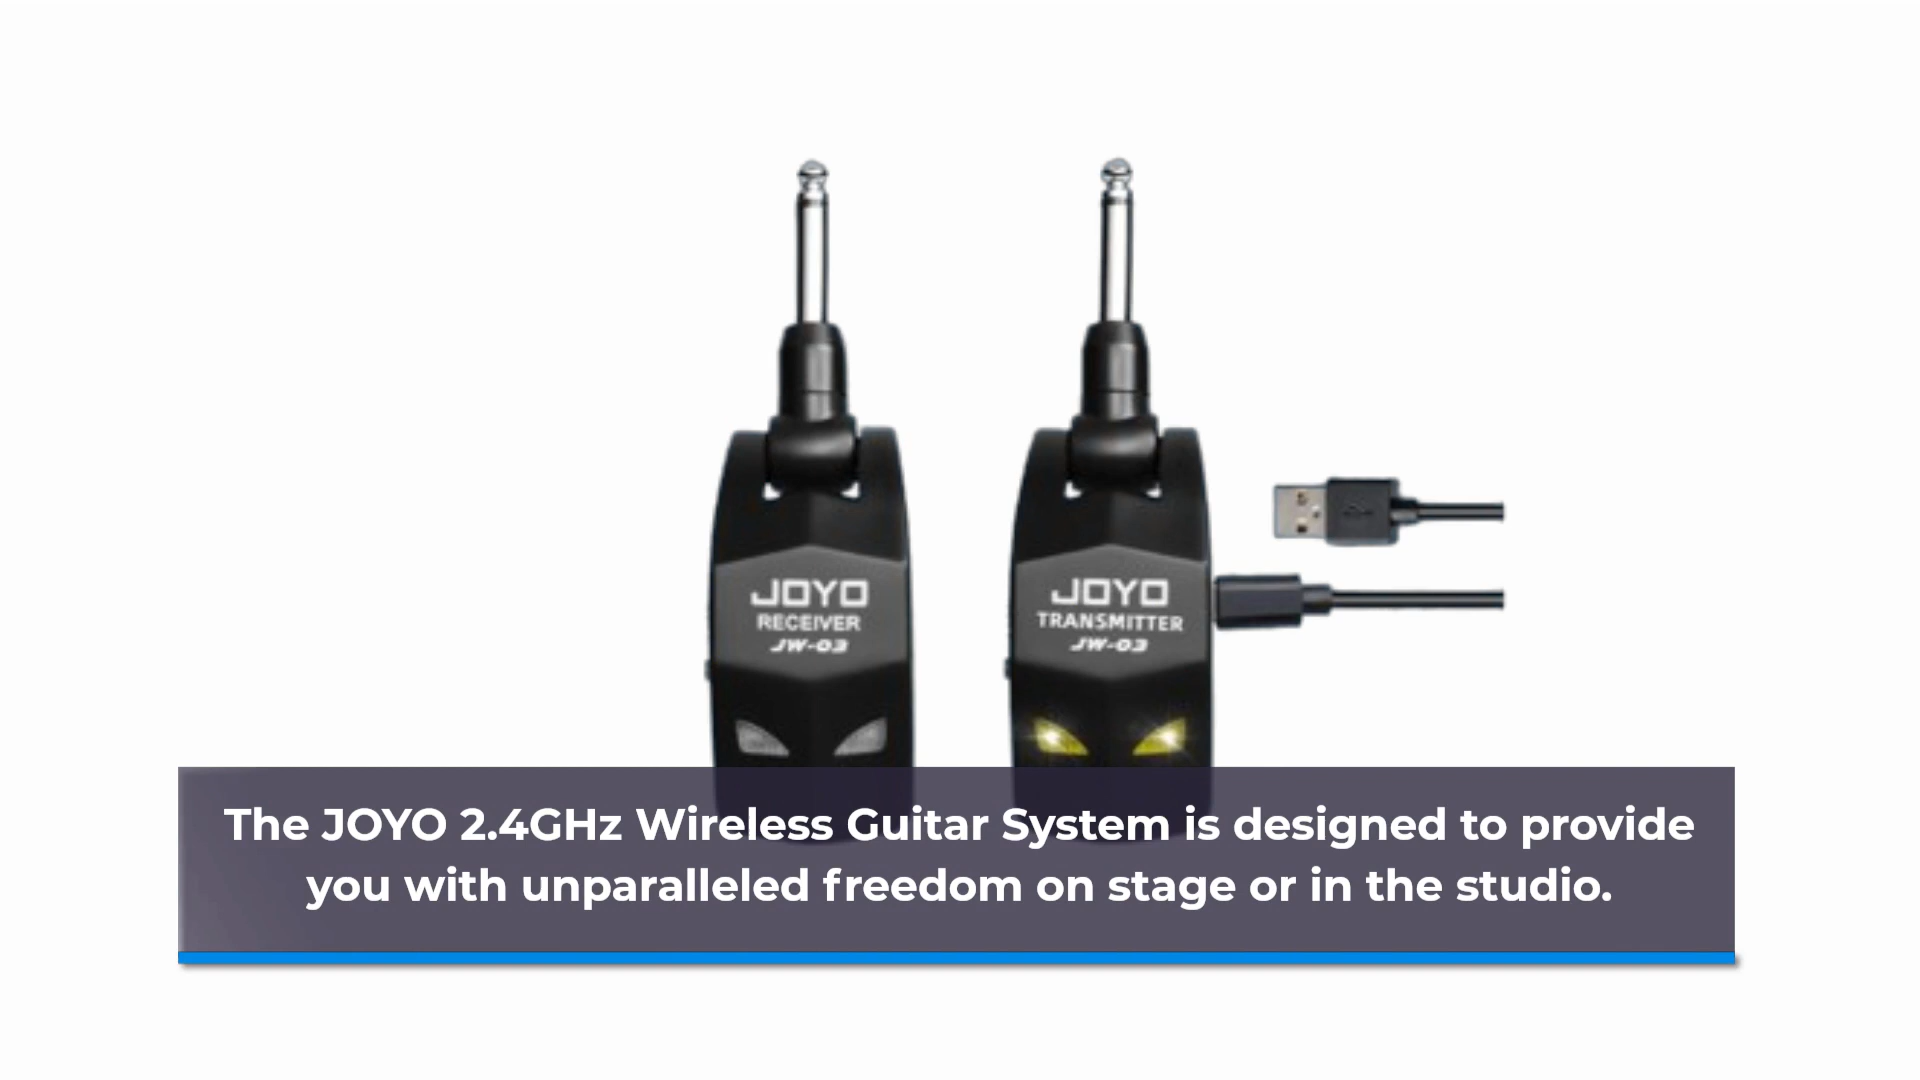 JOYO
RECEIVER
JW-03
JOYO
TRANSMITTER
JW-03
The JOYO 2.4GHz Wireless Guitar System is designed to provide
you with unparalleled freedom on stage or in the studio.